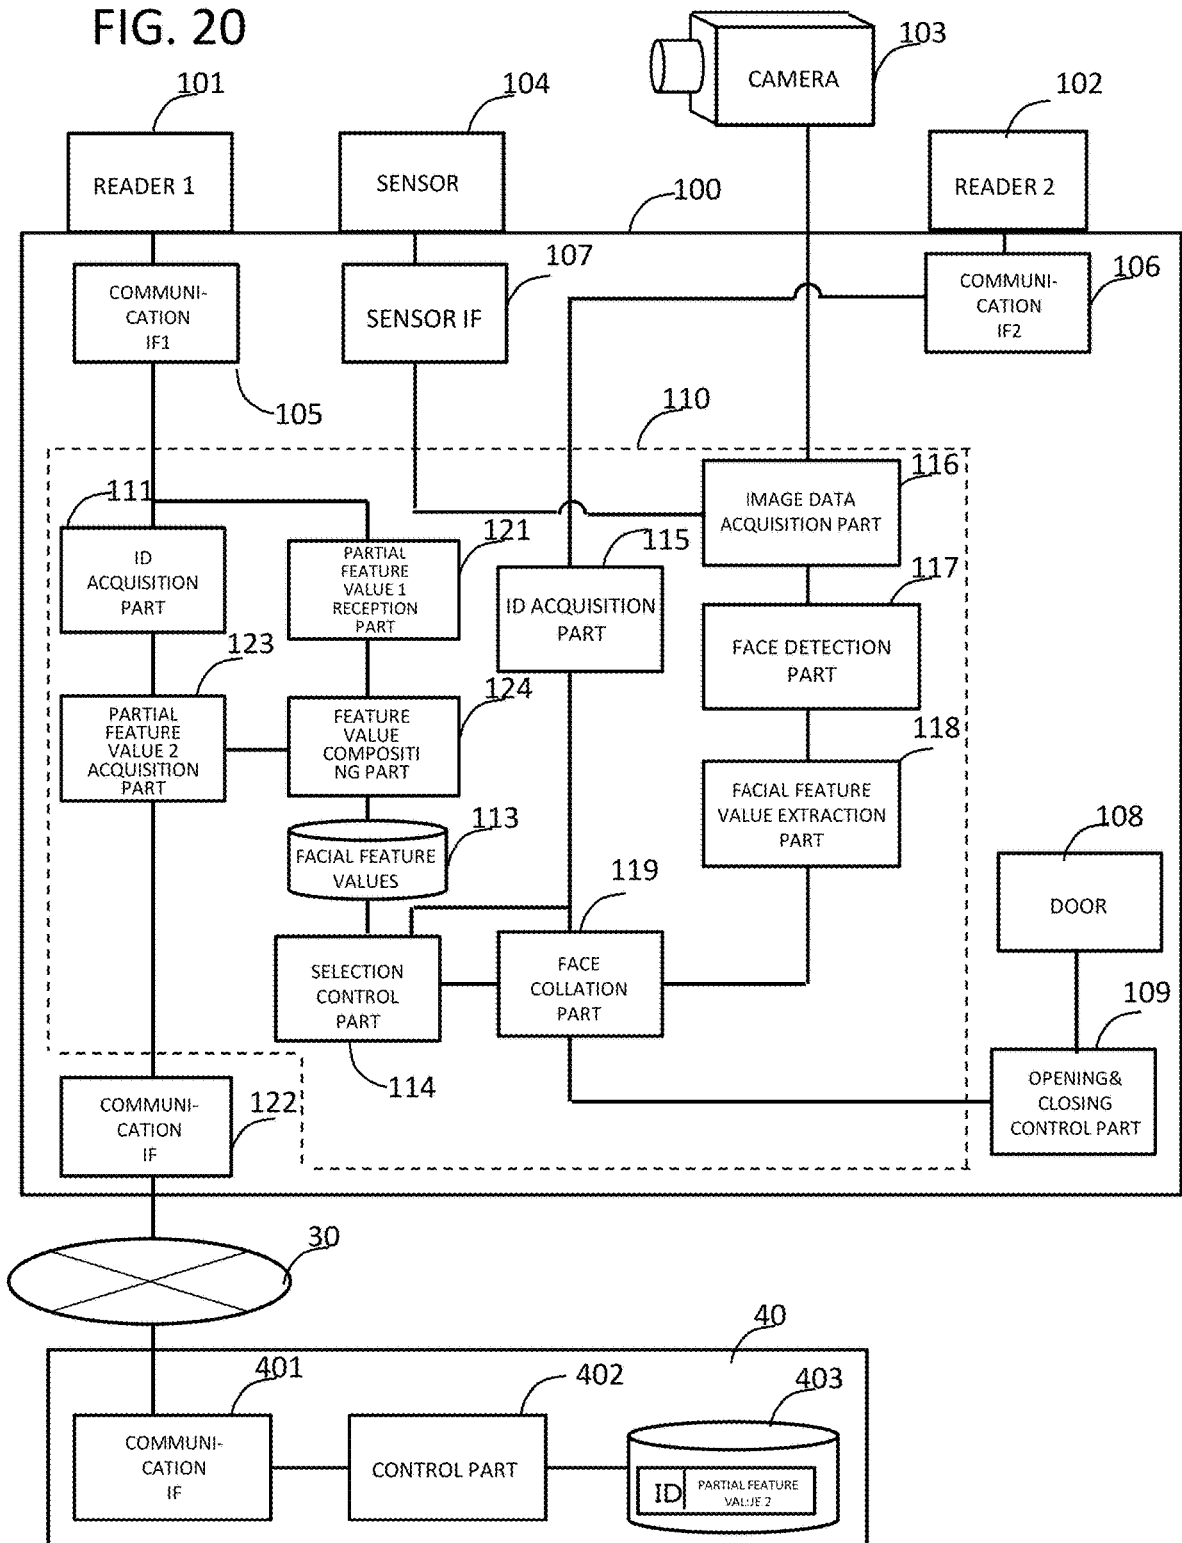 FIG. 20
103
CAMERA
101
104
102
READER 1
SENSOR
READER 2
100
107
106
COMMUNI-
CATION
IF1
SENSOR IF
COMMUNI-
CATION
IF2
105
110
116
IMAGE DATA
ACQUISITION PART
111
ID
ACQUISITION
PART
121
PARTIAL
FEATURE
VALUE 1
RECEPTION
PART
115
ID ACQUISITION
PART
117
FACE DETECTION
PART
123
PARTIAL
FEATURE
VALUE 2
ACQUISITION
PART
124
FEATURE
VALUE
COMPOSITI
NG PART
118
FACIAL FEATURE
VALUE EXTRACTION
PART
113
FACIAL FEATURE
VALUES
108
DOOR
119
FACE
COLLATION
PART
SELECTION
CONTROL
PART
114
109
OPENING&
CLOSING
CONTROL PART
COMMUNI-
CATION
IF
122
30
40
401
402
403
COMMUNI-
CATION
IF
CONTROL PART
ID
PARTIAL FEATURE
VALUE 2